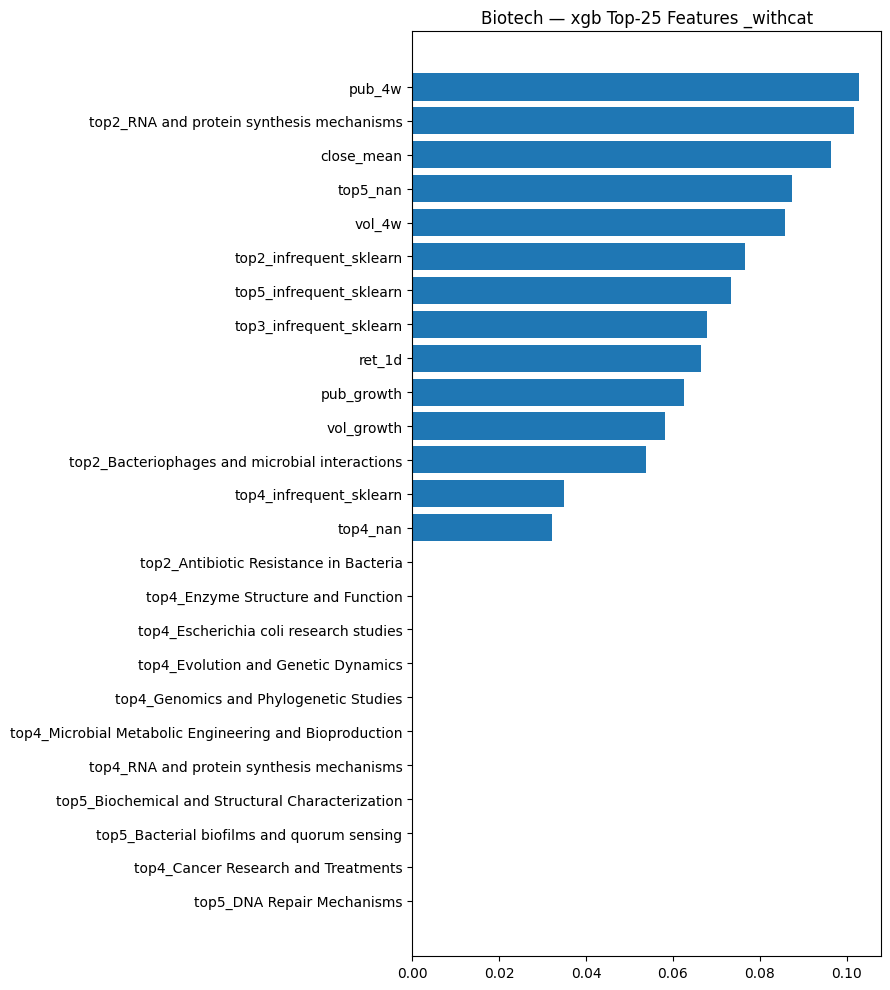 Biotech — xgb Top-25 Features _withcat
pub_4w
top2_RNA and protein synthesis mechanisms
close_mean
top5_nan
vol_4w
top2_infrequent_sklearn
top5_infrequent_sklearn
top3_infrequent_sklearn
ret_1d
pub_growth
vol_growth
top2_Bacteriophages and microbial interactions
top4_infrequent_sklearn
top4_nan
top2_Antibiotic Resistance in Bacteria
top4_Enzyme Structure and Function
top4_Escherichia coli research studies
top4_Evolution and Genetic Dynamics
top4_Genomics and Phylogenetic Studies
top4_Microbial Metabolic Engineering and Bioproduction
top4_RNA and protein synthesis mechanisms
top5_Biochemical and Structural Characterization
top5_Bacterial biofilms and quorum sensing
top4_Cancer Research and Treatments
top5_DNA Repair Mechanisms
0.00 0.02 0.04 0.06 0.08 0.10